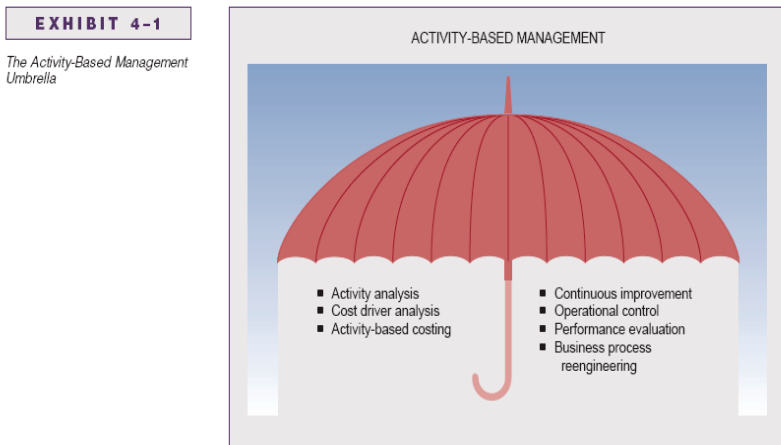 EXHIBIT 4–1
The Activity-Based Management
Umbrella
ACTIVITY-BASED MANAGEMENT
■ Activity analysis
■ Cost driver analysis
■ Activity-based costing
■ Continuous improvement
■ Operational control
■ Performance evaluation
■ Business process
reengineering